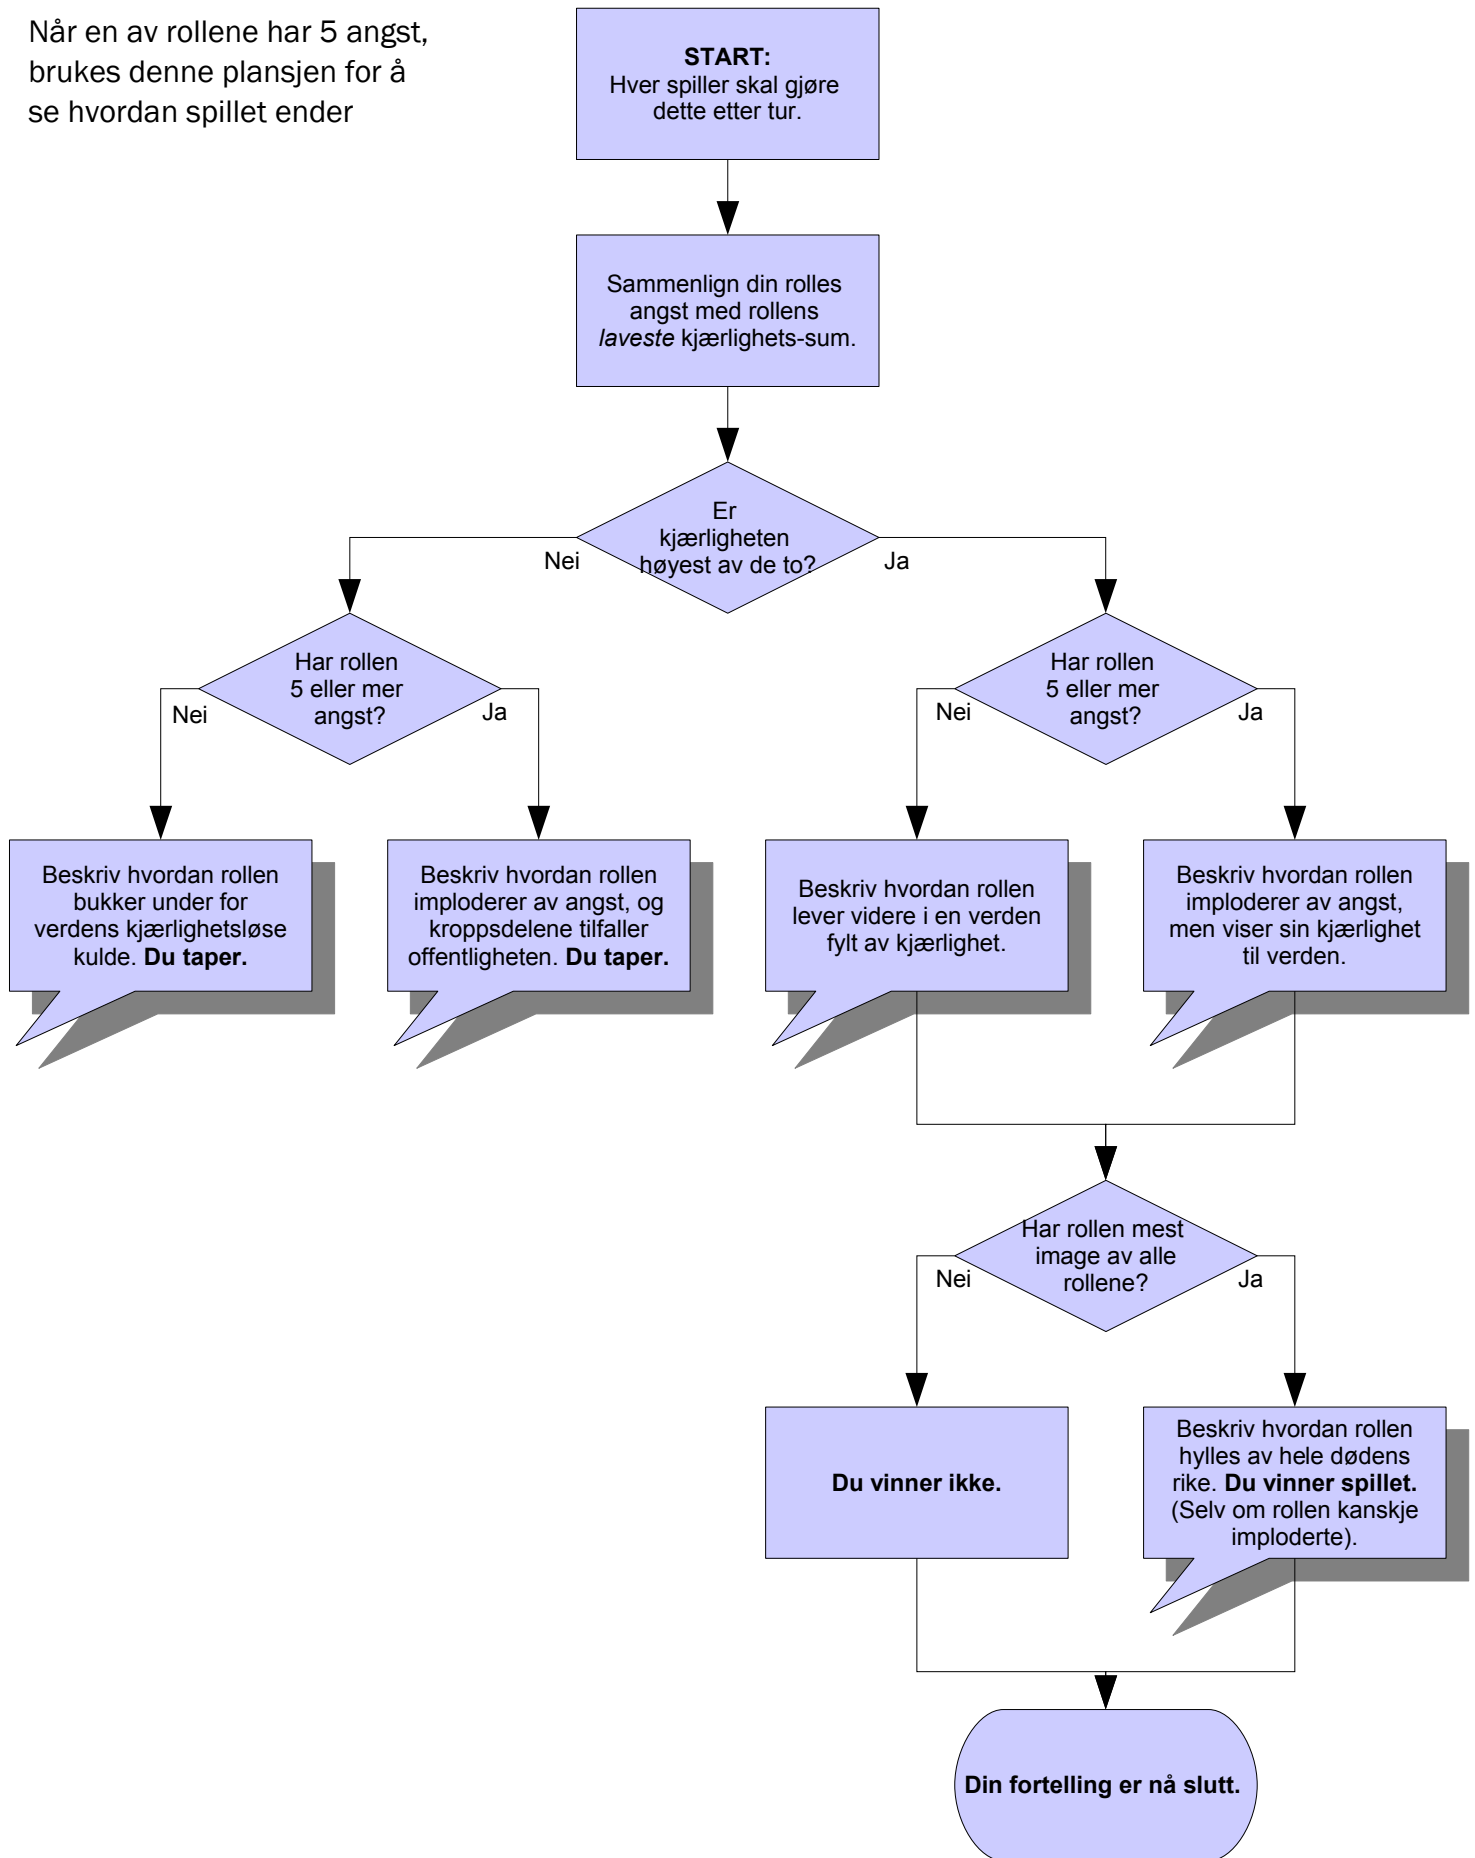 Når en av rollene har 5 angst,
brukes denne plansjen for å
se hvordan spillet ender
START:
Hver spiller skal gjøre
dette etter tur.
Sammenlign din rolles
angst med rollens
laveste kjærlighets-sum.
Er
kjærligheten
høyest av de to?
Nei
Ja
Har rollen
5 eller mer
angst?
Nei
Ja
Har rollen
5 eller mer
angst?
Nei
Ja
Beskriv hvordan rollen
bukker under for
verdens kjærlighetsløse
kulde. Du taper.
Beskriv hvordan rollen
imploderer av angst, og
kroppsdelene tilfaller
offentligheten. Du taper.
Beskriv hvordan rollen
lever videre i en verden
fylt av kjærlighet.
Beskriv hvordan rollen
imploderer av angst,
men viser sin kjærlighet
til verden.
Har rollen mest
image av alle
rollene?
Nei
Ja
Du vinner ikke.
Beskriv hvordan rollen
hylles av hele dødens
rike. Du vinner spillet.
(Selv om rollen kanskje
imploderte).
Din fortelling er nå slutt.